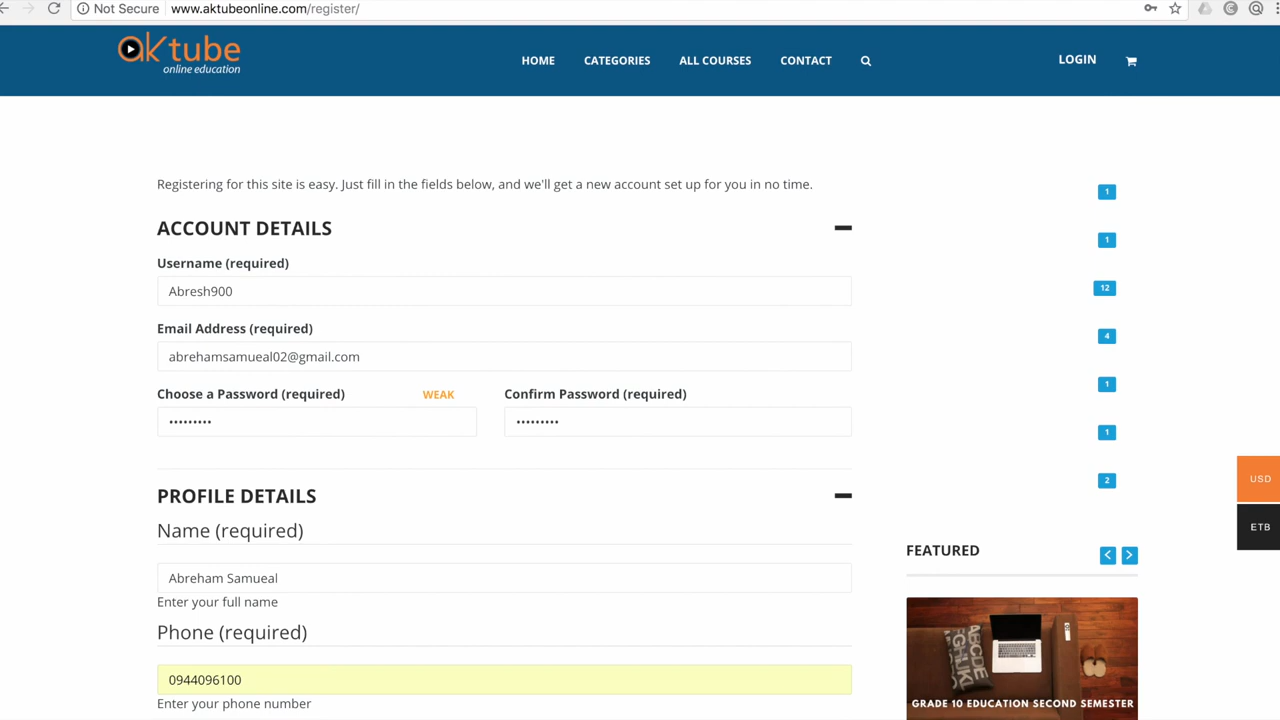 Not Secure www.aktubeonline.com/register/
aktube
online education
HOME CATEGORIES ALL COURSES CONTACT LOGIN
Registering for this site is easy. Just fill in the fields below, and we'll get a new account set up for you in no time.
ACCOUNT DETAILS
Username (required)
Abresh900
Email Address (required)
abrehamsamueal02@gmail.com
Choose a Password (required) WEAK Confirm Password (required)
••••••••• •••••••••
PROFILE DETAILS
Name (required)
Abreham Samueal
Enter your full name
Phone (required)
0944096100
Enter your phone number
1
1
12
4
1
1
2
USD
ETB
FEATURED
GRADE 10 EDUCATION SECOND SEMESTER